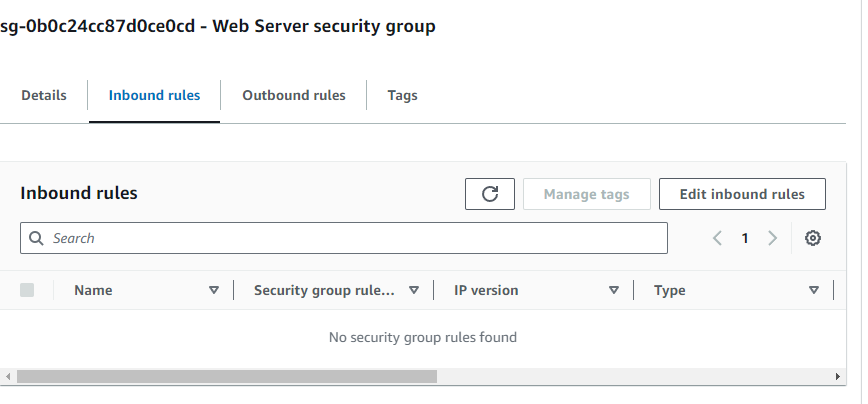 sg-0b0c24cc87d0ce0cd - Web Server security group
Details Inbound rules Outbound rules Tags
Inbound rules Manage tags Edit inbound rules
Search 1
Name Security group rule... IP version Type
No security group rules found